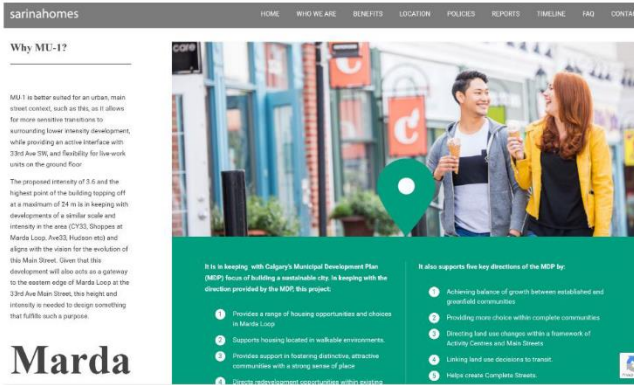 sarinahomes
HOME WHO WE ARE BENEFITS LOCATION POLICIES REPORTS TIMELINE FAQ CONTA
Why MU-1?
MU-1 is better suited for an urban, main
street context, such as this, as it allows
for more sensitive transitions to
surrounding lower intensity development,
while providing an active interface with
33rd Ave SW, and flexibility for live-work
units on the ground floor
The proposed intensity of 3.6 and the
highest point of the building topping off
at a maximum of 24 m is in keeping with
developments of a similar scale and
intensity in the area (CY33, Shoppes at
Marda Loop, Ave33, Hudson etc) and
aligns with the vision for the evolution of
this Main Street. Given that this
development will also acts as a gateway
to the eastern edge of Marda Loop at the
33rd Ave Main Street, this height and
intensity is needed to design something
that fulfills such a purpose.
Marda
core
c
It is in keeping with Calgary's Municipal Development Plan
(MDP) focus of building a sustainable city. In keeping with the
direction provided by the MDP, this project:
1 Provides a range of housing opportunities and choices
in Marda Loop
2 Supports housing located in walkable environments.
3 Provides support in fostering distinctive, attractive
communities with a strong sense of place
4 Directs redevelopment opportunities within existing
It also supports five key directions of the MDP by:
1 Achieving balance of growth between established and
greenfield communities
2 Providing more choice within complete communities
3 Directing land use changes within a framework of
Activity Centres and Main Streets
4 Linking land use decisions to transit.
5 Helps create Complete Streets.